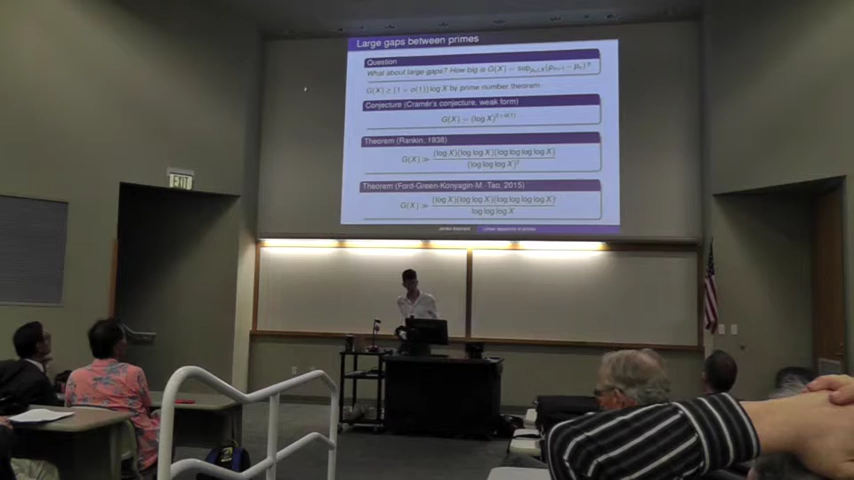 Large gaps between primes
Question
What about large gaps? How big is G(X) = sup_{p_n≤X}(p_{n+1} − p_n)?
G(X) ≥ (1 + o(1)) log X by prime number theorem
Conjecture (Cramér's conjecture, weak form)
G(X) = (log X)^{2+o(1)}
Theorem (Rankin, 1938)
G(X) ≫ (log X)(log log X)(log log log log X) / (log log log X)^2
Theorem (Ford-Green-Konyagin-M.-Tao, 2015)
G(X) ≫ (log X)(log log X)(log log log log X) / log log log X
EXIT